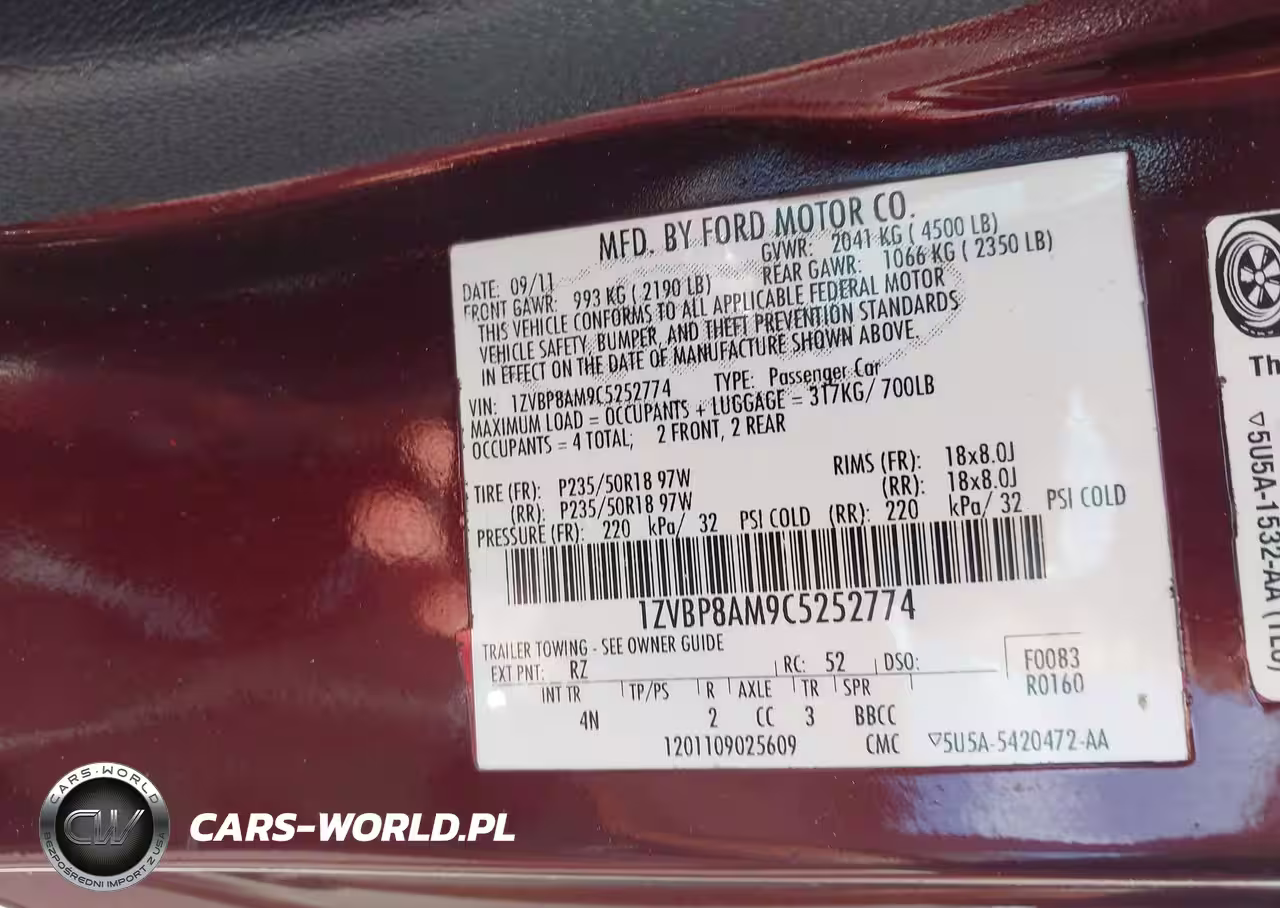 MFD. BY FORD MOTOR CO.
DATE: 09/11 GVWR: 2041 KG ( 4500 LB)
FRONT GAWR: 993 KG ( 2190 LB) REAR GAWR: 1066 KG ( 2350 LB)
THIS VEHICLE CONFORMS TO ALL APPLICABLE FEDERAL MOTOR
VEHICLE SAFETY, BUMPER, AND THEFT PREVENTION STANDARDS
IN EFFECT ON THE DATE OF MANUFACTURE SHOWN ABOVE.
VIN: 1ZVBP8AM9C5252774 TYPE: Passenger Car
MAXIMUM LOAD = OCCUPANTS + LUGGAGE = 317KG/ 700LB
OCCUPANTS = 4 TOTAL; 2 FRONT, 2 REAR
TIRE (FR): P235/50R18 97W RIMS (FR): 18x8.0J
(RR): P235/50R18 97W (RR): 18x8.0J
PRESSURE (FR): 220 kPa/ 32 PSI COLD (RR): 220 kPa/ 32 PSI COLD
1ZVBP8AM9C5252774
TRAILER TOWING - SEE OWNER GUIDE
EXT PNT: RZ RC: 52 DSO: F0083
R0160
INT TR TP/PS R AXLE TR SPR
4N 2 CC 3 BBCC
1201109025609 CMC ▽5U5A-5420472-AA
Th
▽5U5A-1532-AA
CARS-WORLD
CW
BEZPOŚREDNI IMPORT Z USA
CARS-WORLD.PL